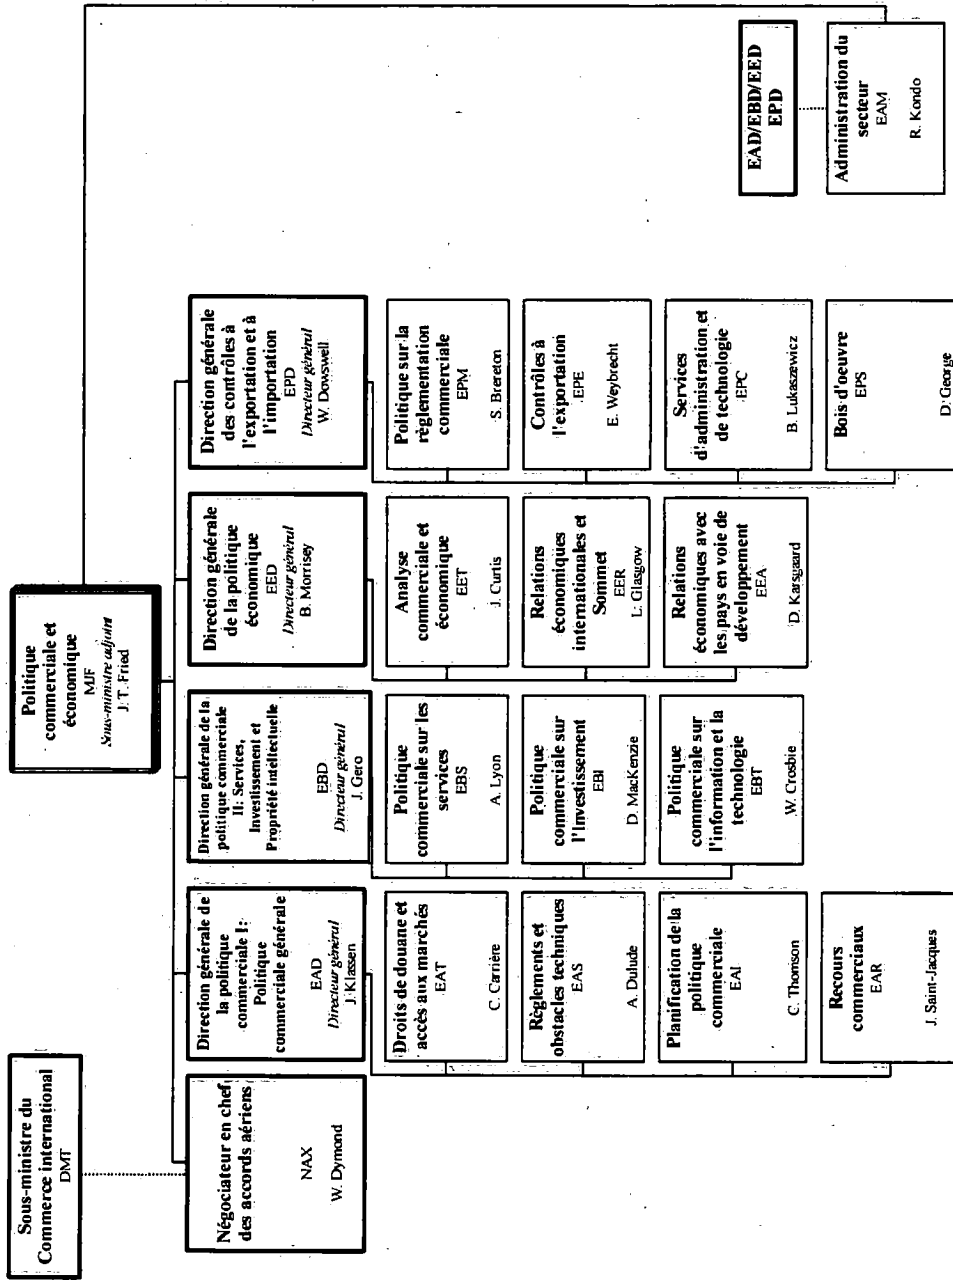 Sous-ministre du
Commerce international
DMT
Politique
commerciale et
économique
MJF
Sous-ministre adjoint
J. T. Fried
Négociateur en chef
des accords aériens
NAX
W. Dymond
Direction générale de
la politique
commerciale I:
Politique
commerciale générale
EAD
Directeur général
J. Klassen
Droits de douane et
accès aux marchés
EAT
C. Carrière
Règlements et
obstacles techniques
EAS
A. Dulude
Planification de la
politique
commerciale
EAI
C. Thomson
Recours
commerciaux
EAR
J. Saint-Jacques
Direction générale de la
politique commerciale
II: Services,
Investissement et
Propriété intellectuelle
EBD
Directeur général
J. Gero
Politique
commerciale sur les
services
EBS
A. Lyon
Politique
commerciale sur
l'Investissement
EBI
D. MacKenzie
Politique
commerciale sur
l'information et la
technologie
EBT
W. Crosbie
Direction générale
de la politique
économique
EED
Directeur général
B. Morrisey
Analyse
commerciale et
économique
EET
J. Curtis
Relations
économiques
internationales et
Sommet
EER
L. Glasgow
Relations
économiques avec
les pays en voie de
développement
EEA
D. Karsgaard
Direction générale
des contrôles à
l'exportation et à
l'importation
EPD
Directeur général
W. Dowswell
Politique sur la
règlementation
commerciale
EPM
S. Brereton
Contrôles à
l'exportation
EPE
E. Weybrecht
Services
d'administration et
de technologie
EPC
B. Lukaszewicz
Bois d'oeuvre
EPS
D. George
EAD/EBD/EED
EPD
Administration du
secteur
EAM
R. Kondo